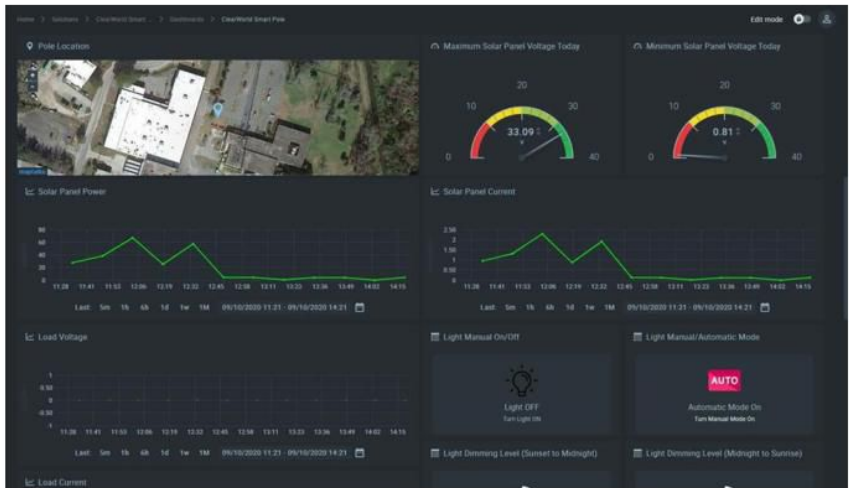 Home > Solutions > ClearWorld Smart ... > Dashboards > ClearWorld Smart Pole
Edit mode
Pole Location
Maximum Solar Panel Voltage Today
0 10 20 30 40
33.09
V
Minimum Solar Panel Voltage Today
0 10 20 30 40
0.81
V
Solar Panel Power
80
60
40
20
0
11:28 11:41 11:53 12:06 12:19 12:32 12:45 12:58 13:11 13:23 13:36 13:49 14:02 14:15
Last: 5m 1h 6h 1d 1w 1M 09/10/2020 11:21 - 09/10/2020 14:21
Solar Panel Current
2.50
2
1.50
1
0.50
0
11:28 11:41 11:53 12:06 12:19 12:32 12:45 12:58 13:11 13:23 13:36 13:49 14:02 14:15
Last: 5m 1h 6h 1d 1w 1M 09/10/2020 11:21 - 09/10/2020 14:21
Load Voltage
1
0.50
0
-0.50
-1
11:28 11:41 11:53 12:06 12:19 12:32 12:45 12:58 13:11 13:23 13:36 13:49 14:02 14:15
Last: 5m 1h 6h 1d 1w 1M 09/10/2020 11:21 - 09/10/2020 14:21
Light Manual On/Off
Light OFF
Turn Light ON
Light Manual/Automatic Mode
AUTO
Automatic Mode On
Turn Manual Mode On
Light Dimming Level (Sunset to Midnight)
Light Dimming Level (Midnight to Sunrise)
Load Current